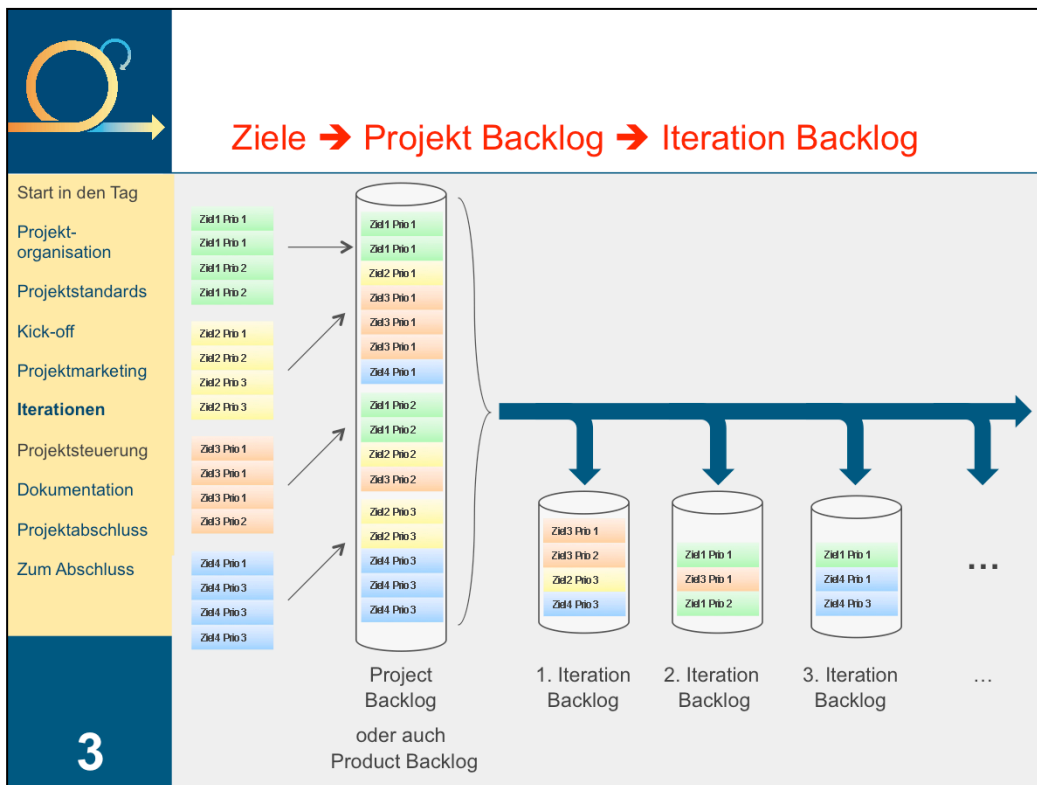 Ziele ➔ Projekt Backlog ➔ Iteration Backlog
Start in den Tag
Projekt-
organisation
Projektstandards
Kick-off
Projektmarketing
Iterationen
Projektsteuerung
Dokumentation
Projektabschluss
Zum Abschluss
3
Ziel1 Prio 1
Ziel1 Prio 1
Ziel1 Prio 2
Ziel1 Prio 2
Ziel2 Prio 1
Ziel2 Prio 2
Ziel2 Prio 3
Ziel2 Prio 3
Ziel3 Prio 1
Ziel3 Prio 1
Ziel3 Prio 1
Ziel3 Prio 2
Ziel4 Prio 1
Ziel4 Prio 3
Ziel4 Prio 3
Ziel4 Prio 3
Ziel1 Prio 1
Ziel1 Prio 1
Ziel2 Prio 1
Ziel3 Prio 1
Ziel3 Prio 1
Ziel3 Prio 1
Ziel4 Prio 1
Ziel1 Prio 2
Ziel1 Prio 2
Ziel2 Prio 2
Ziel3 Prio 2
Ziel2 Prio 3
Ziel2 Prio 3
Ziel4 Prio 3
Ziel4 Prio 3
Ziel4 Prio 3
Project
Backlog
oder auch
Product Backlog
Ziel3 Prio 1
Ziel3 Prio 2
Ziel2 Prio 3
Ziel4 Prio 3
1. Iteration
Backlog
Ziel1 Prio 1
Ziel3 Prio 1
Ziel1 Prio 2
2. Iteration
Backlog
Ziel1 Prio 1
Ziel4 Prio 1
Ziel4 Prio 3
3. Iteration
Backlog
...
...